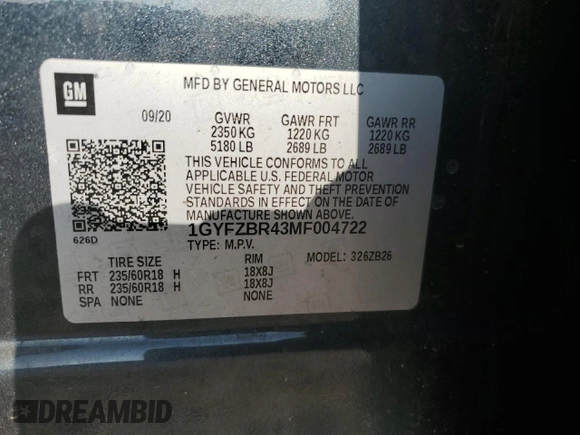 GM
MFD BY GENERAL MOTORS LLC
09/20 GVWR GAWR FRT GAWR RR
2350 KG 1220 KG 1220 KG
5180 LB 2689 LB 2689 LB
THIS VEHICLE CONFORMS TO ALL
APPLICABLE U.S. FEDERAL MOTOR
VEHICLE SAFETY AND THEFT PREVENTION
STANDARDS IN EFFECT ON THE DATE OF
MANUFACTURE SHOWN ABOVE.
626D 1GYFZBR43MF004722
TYPE: M.P.V. MODEL: 326ZB26
TIRE SIZE RIM
FRT 235/60R18 H 18X8J
RR 235/60R18 H 18X8J
SPA NONE NONE
DREAMBID